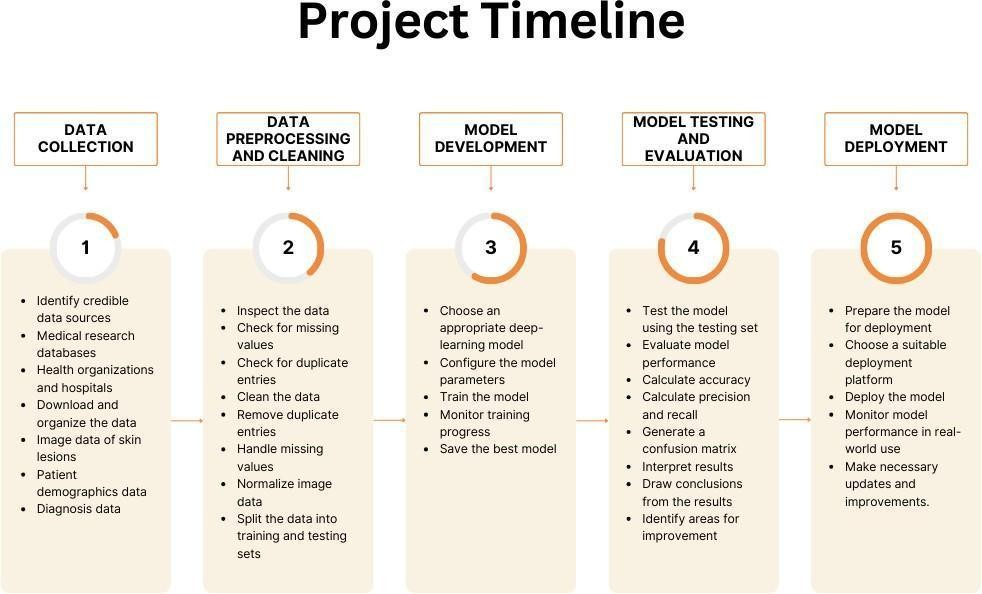 Project Timeline
DATA
COLLECTION
1
• Identify credible
data sources
• Medical research
databases
• Health organizations
and hospitals
• Download and
organize the data
• Image data of skin
lesions
• Patient
demographics data
• Diagnosis data
DATA
PREPROCESSING
AND CLEANING
2
• Inspect the data
• Check for missing
values
• Check for duplicate
entries
• Clean the data
• Remove duplicate
entries
• Handle missing
values
• Normalize image
data
• Split the data into
training and testing
sets
MODEL
DEVELOPMENT
3
• Choose an
appropriate deep-
learning model
• Configure the model
parameters
• Train the model
• Monitor training
progress
• Save the best model
MODEL TESTING
AND
EVALUATION
4
• Test the model
using the testing set
• Evaluate model
performance
• Calculate accuracy
• Calculate precision
and recall
• Generate a
confusion matrix
• Interpret results
• Draw conclusions
from the results
• Identify areas for
improvement
MODEL
DEPLOYMENT
5
• Prepare the model
for deployment
• Choose a suitable
deployment
platform
• Deploy the model
• Monitor model
performance in real-
world use
• Make necessary
updates and
improvements.